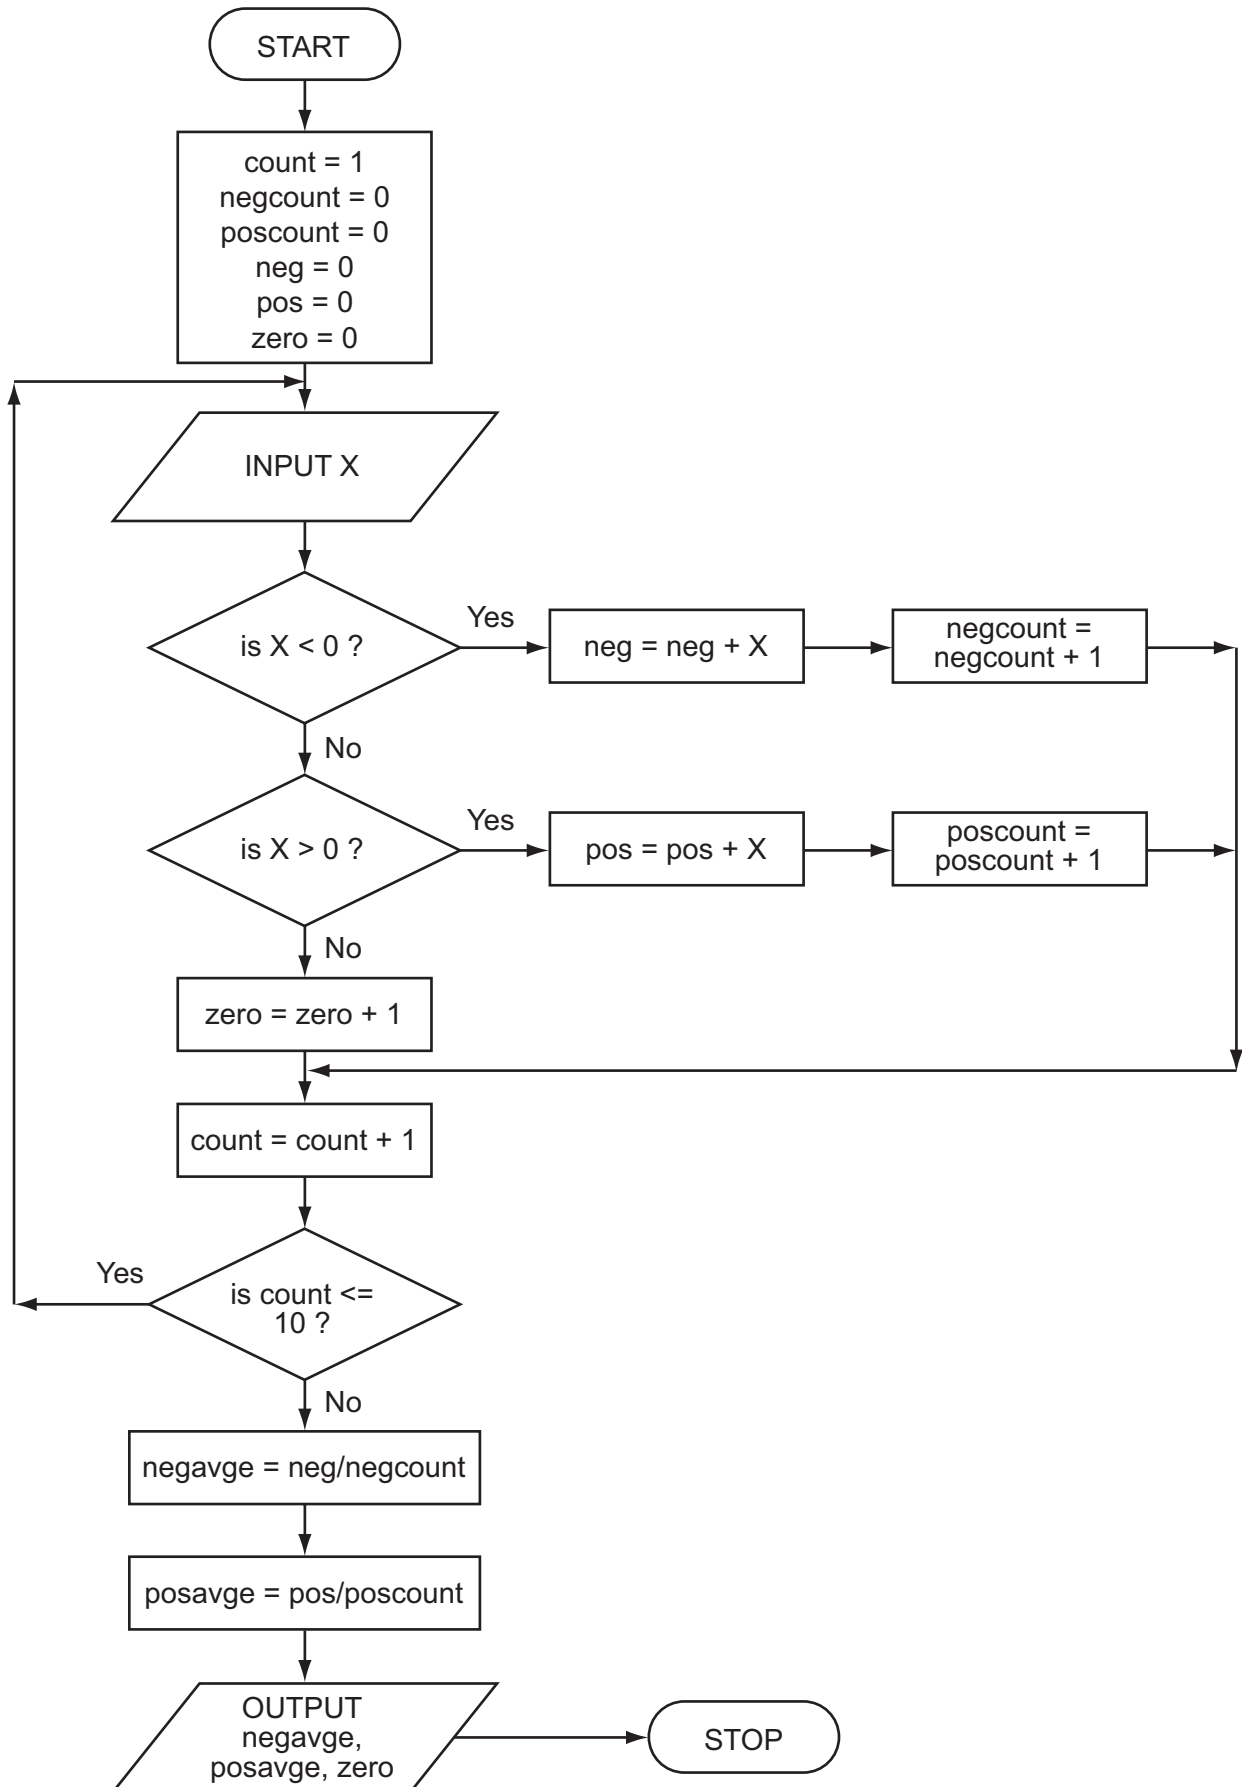 START
count = 1
negcount = 0
poscount = 0
neg = 0
pos = 0
zero = 0
INPUT X
is X < 0 ?
Yes
neg = neg + X
negcount =
negcount + 1
No
is X > 0 ?
Yes
pos = pos + X
poscount =
poscount + 1
No
zero = zero + 1
count = count + 1
Yes
is count <=
10 ?
No
negavge = neg/negcount
posavge = pos/poscount
OUTPUT
negavge,
posavge, zero
STOP